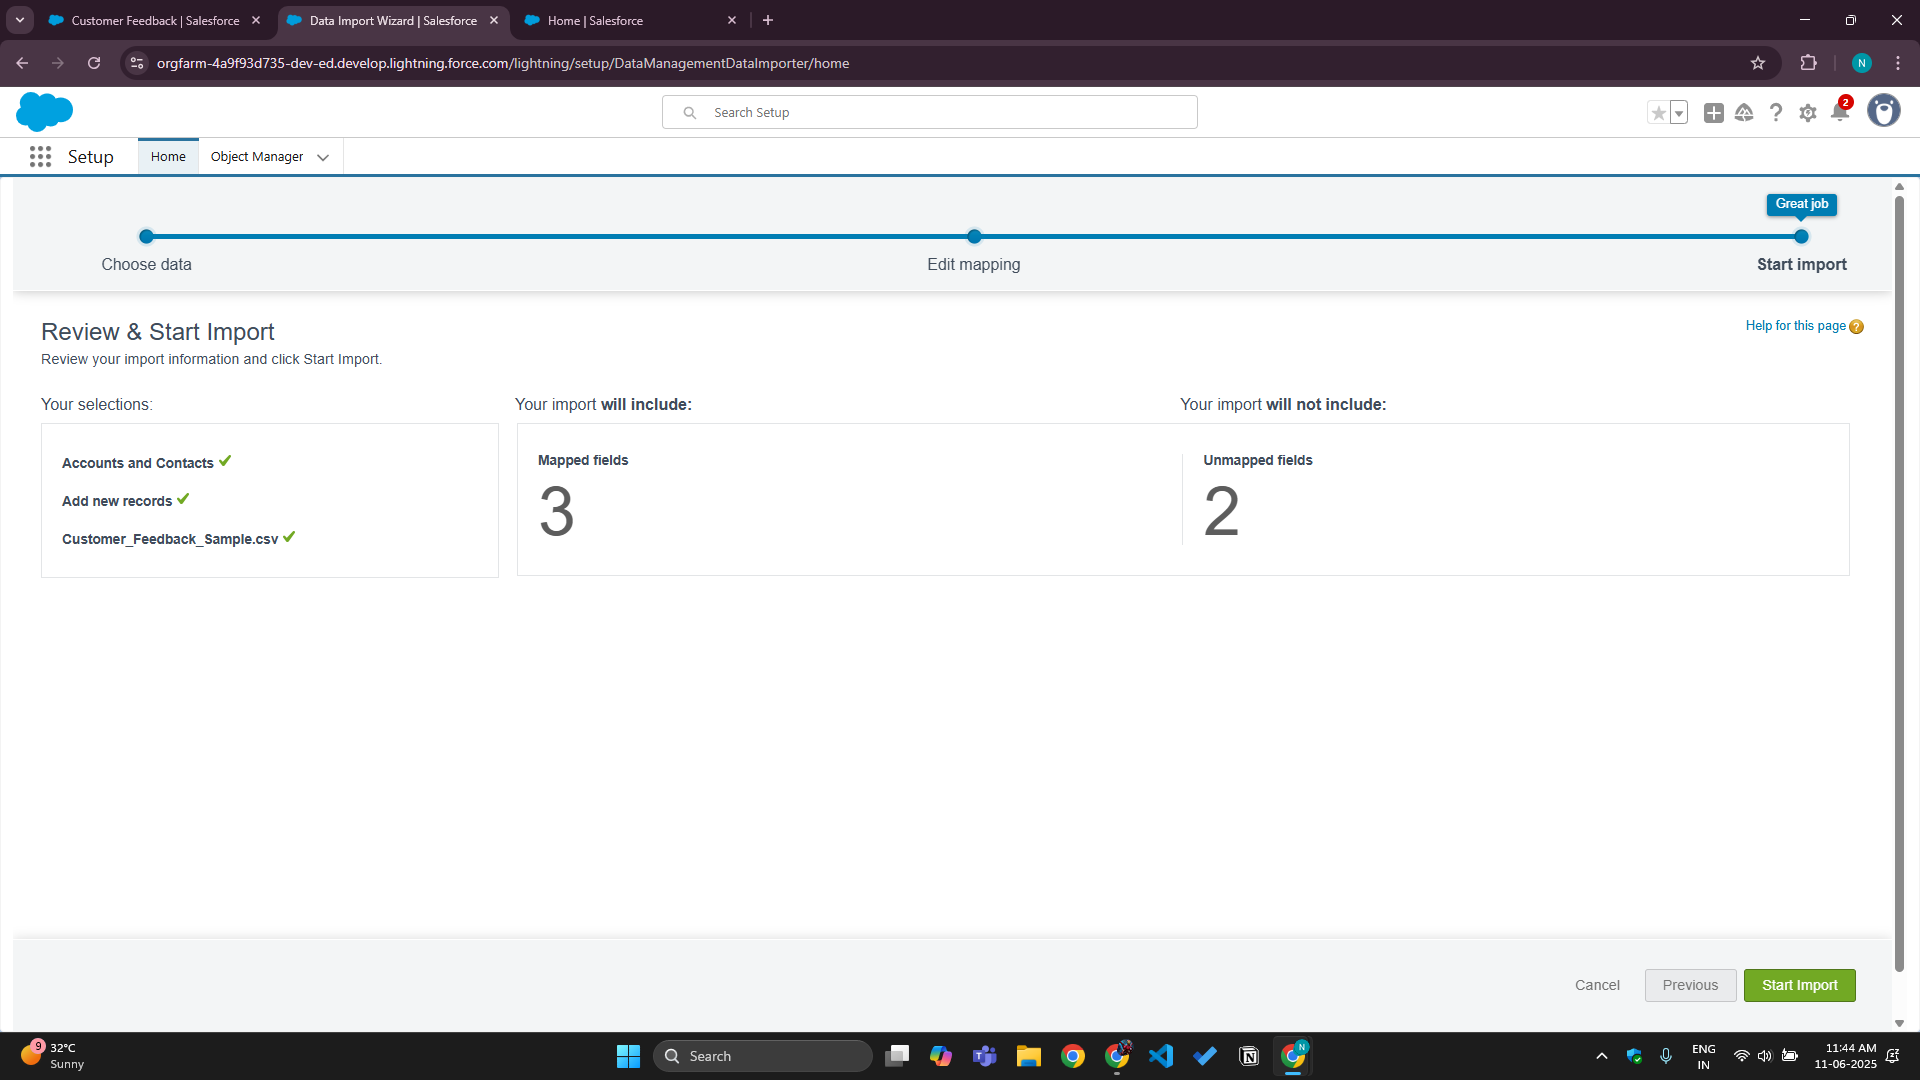 Customer Feedback | Salesforce
Data Import Wizard | Salesforce
Home | Salesforce
orgfarm-4a9f93d735-dev-ed.develop.lightning.force.com/lightning/setup/DataManagementDataImporter/home
N
Search Setup
2
Setup
Home
Object Manager
Great job
Choose data
Edit mapping
Start import
Review & Start Import
Help for this page ?
Review your import information and click Start Import.
Your selections:
Your import will include:
Your import will not include:
Accounts and Contacts
Add new records
Customer_Feedback_Sample.csv
Mapped fields
3
Unmapped fields
2
Cancel
Previous
Start Import
9
32°C
Sunny
Search
N
ENG
IN
11:44 AM
11-06-2025